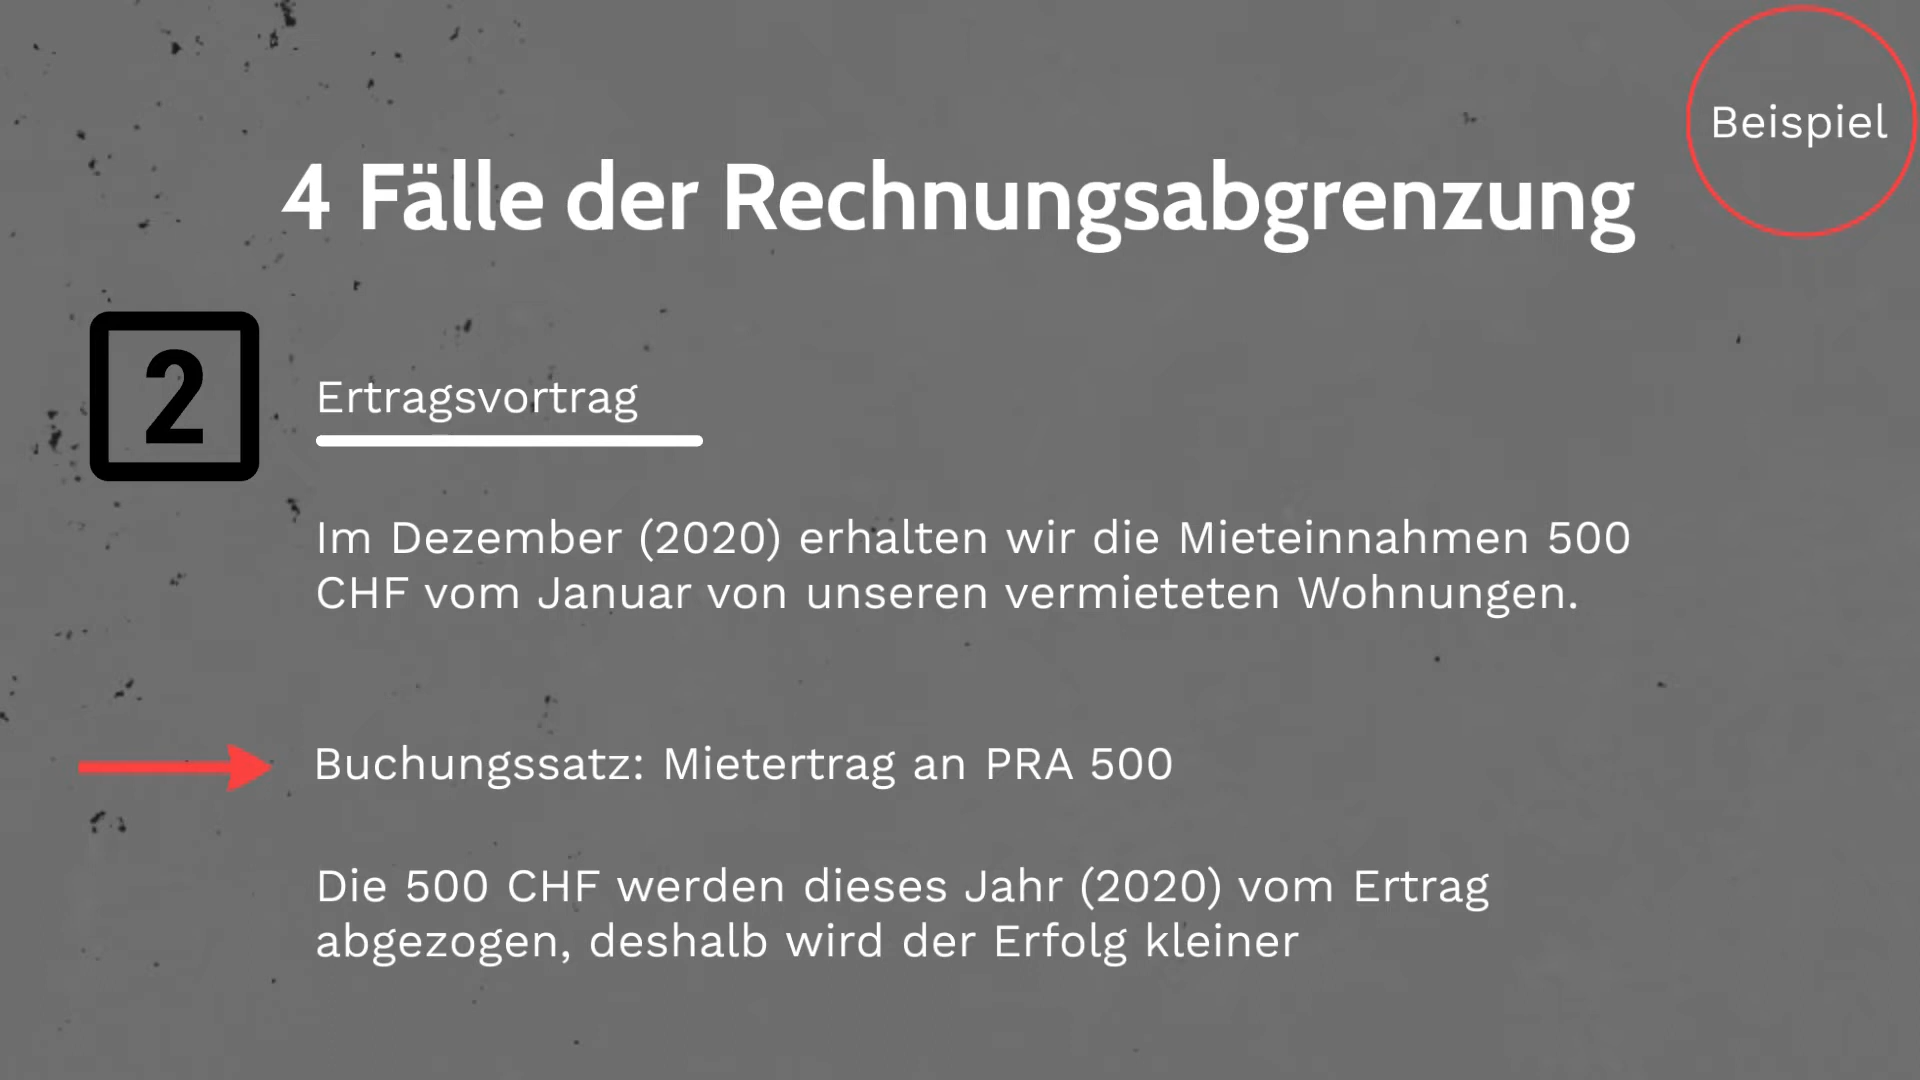 Beispiel
4 Fälle der Rechnungsabgrenzung
2
Ertragsvortrag
Im Dezember (2020) erhalten wir die Mieteinnahmen 500
CHF vom Januar von unseren vermieteten Wohnungen.
Buchungssatz: Mietertrag an PRA 500
Die 500 CHF werden dieses Jahr (2020) vom Ertrag
abgezogen, deshalb wird der Erfolg kleiner